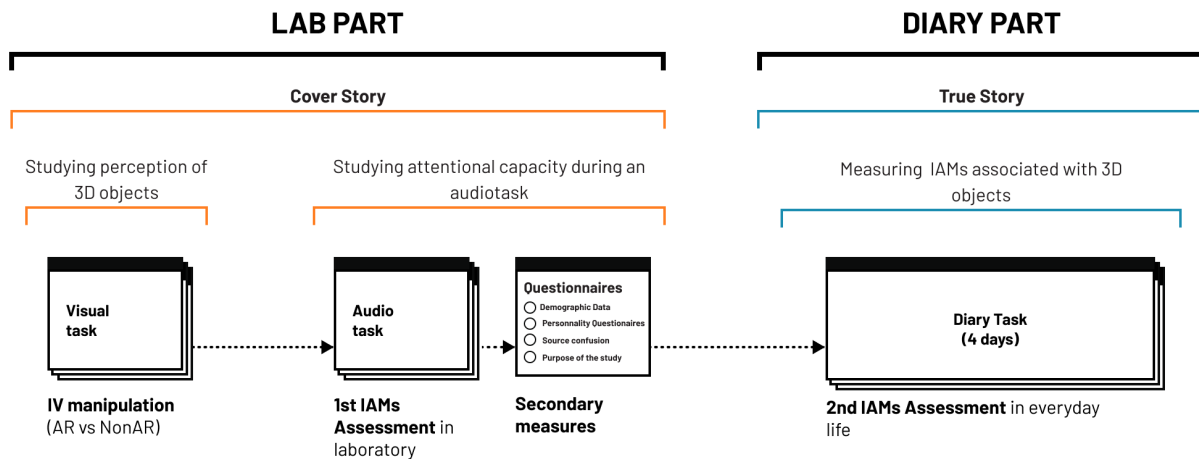 LAB PART
DIARY PART
Cover Story
True Story
Studying perception of
3D objects
Studying attentional capacity during an
audiotask
Measuring IAMs associated with 3D
objects
Visual
task
Audio
task
Questionnaires
Demographic Data
Personnality Questionaires
Source confusion
Purpose of the study
Diary Task
(4 days)
IV manipulation
(AR vs NonAR)
1st IAMs
Assessment in
laboratory
Secondary
measures
2nd IAMs Assessment in everyday
life